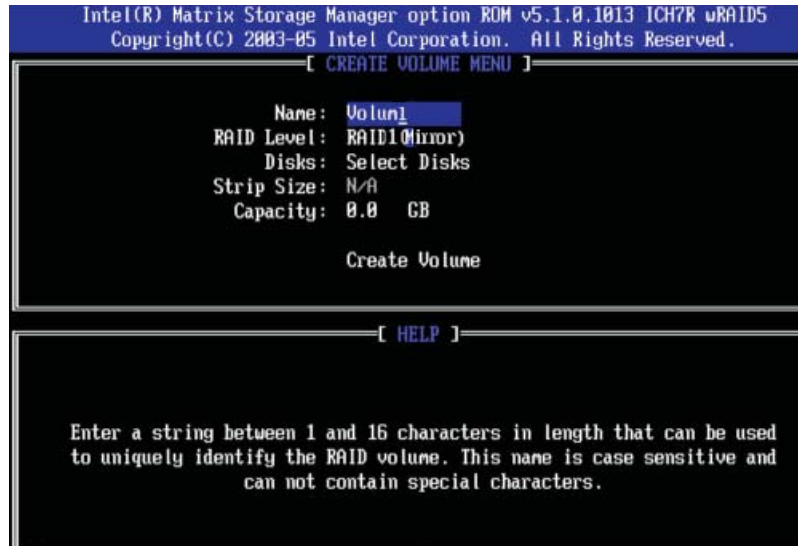 Intel(R) Matrix Storage Manager option ROM v5.1.0.1013 ICH7R wRAID5
Copyright(C) 2003-05 Intel Corporation. All Rights Reserved.
[ CREATE VOLUME MENU ]
Name: Volum1
RAID Level: RAID1(Mirror)
Disks: Select Disks
Strip Size: N/A
Capacity: 0.0 GB
Create Volume
[ HELP ]
Enter a string between 1 and 16 characters in length that can be used
to uniquely identify the RAID volume. This name is case sensitive and
can not contain special characters.